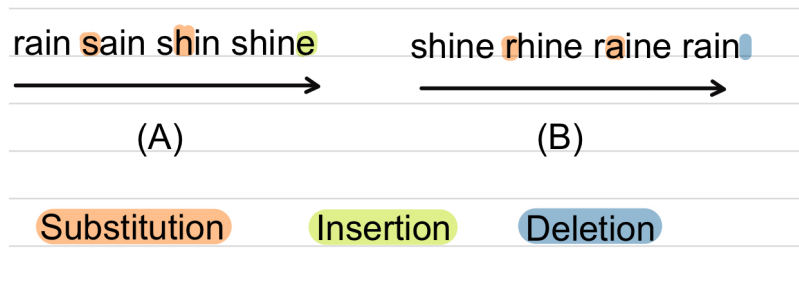 rain sain shin shine
shine rhine raine rain
(A)
(B)
Substitution
Insertion
Deletion